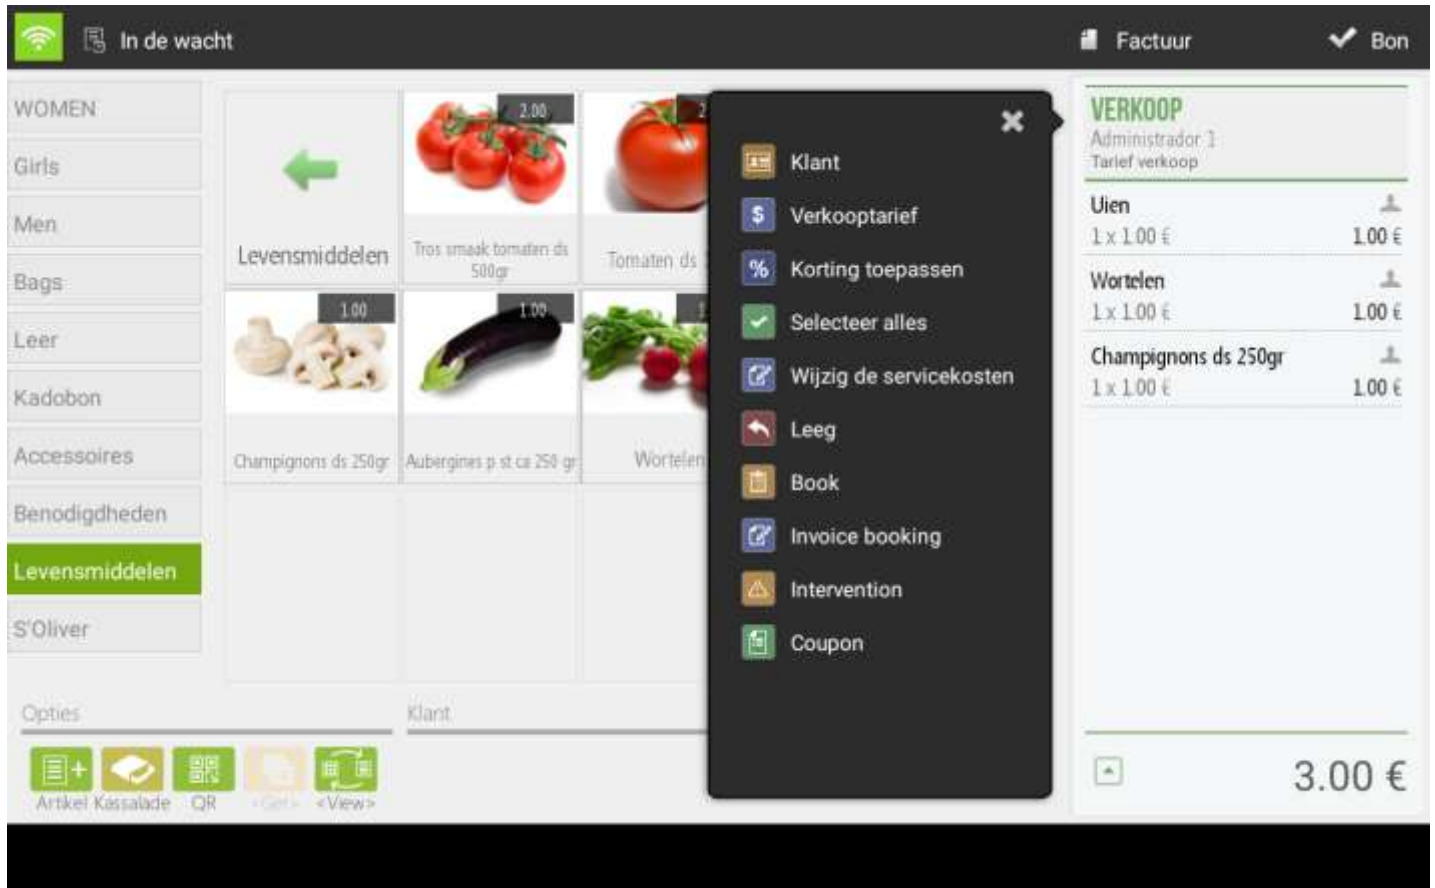 In de wacht
Factuur
Bon
WOMEN
Girls
Men
Bags
Leer
Kadobon
Accessoires
Benodigdheden
Levensmiddelen
S'Oliver
Levensmiddelen
2.00
Tros smaak tomaten ds
500gr
Tomaten ds
1.00
Champignons ds 250gr
1.00
Aubergines p st ca 250 gr
Wortelen
Klant
Verkooptarief
Korting toepassen
Selecteer alles
Wijzig de servicekosten
Leeg
Book
Invoice booking
Intervention
Coupon
VERKOOP
Administrador 1
Tarief verkoop
Uien
1 x 1.00 € 1.00 €
Wortelen
1 x 1.00 € 1.00 €
Champignons ds 250gr
1 x 1.00 € 1.00 €
3.00 €
Opties
Klant
Artikel
Kassalade
QR
<Get>
<View>